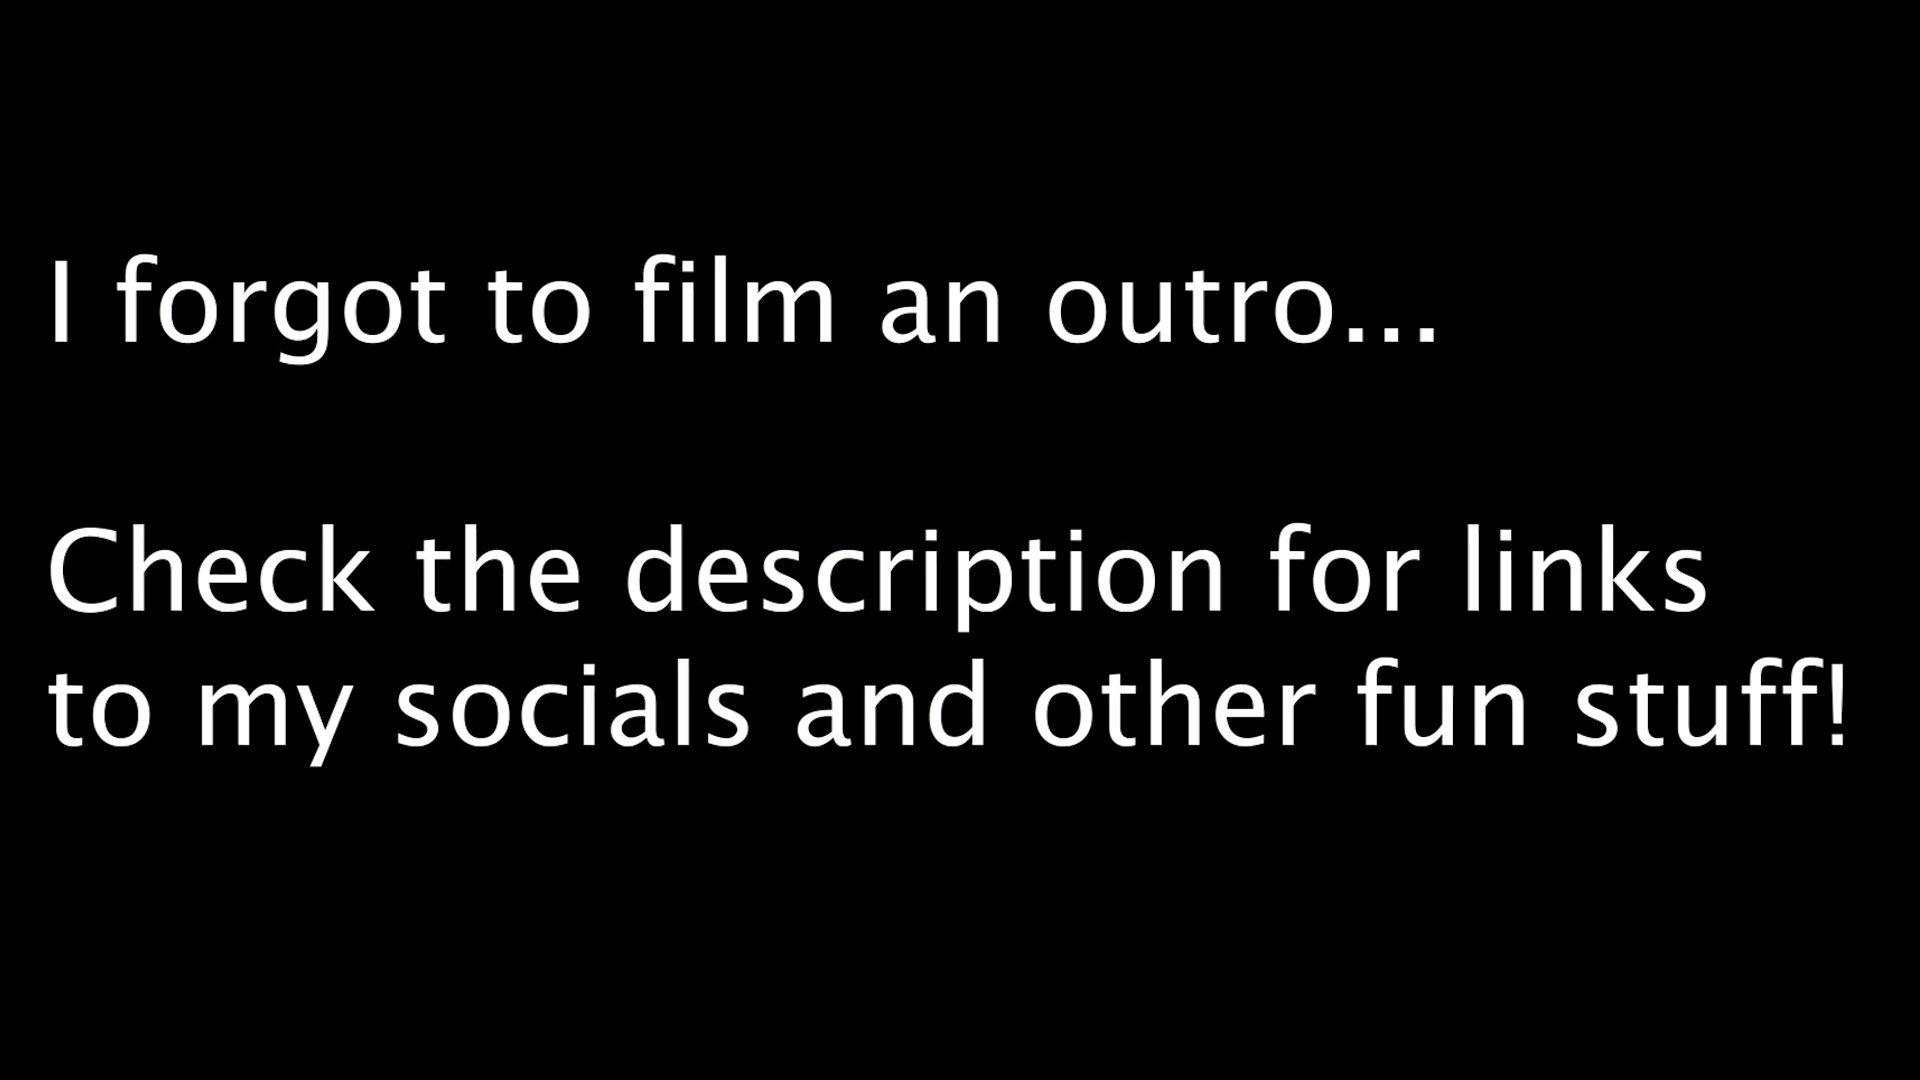 I forgot to film an outro...
Check the description for links
to my socials and other fun stuff!